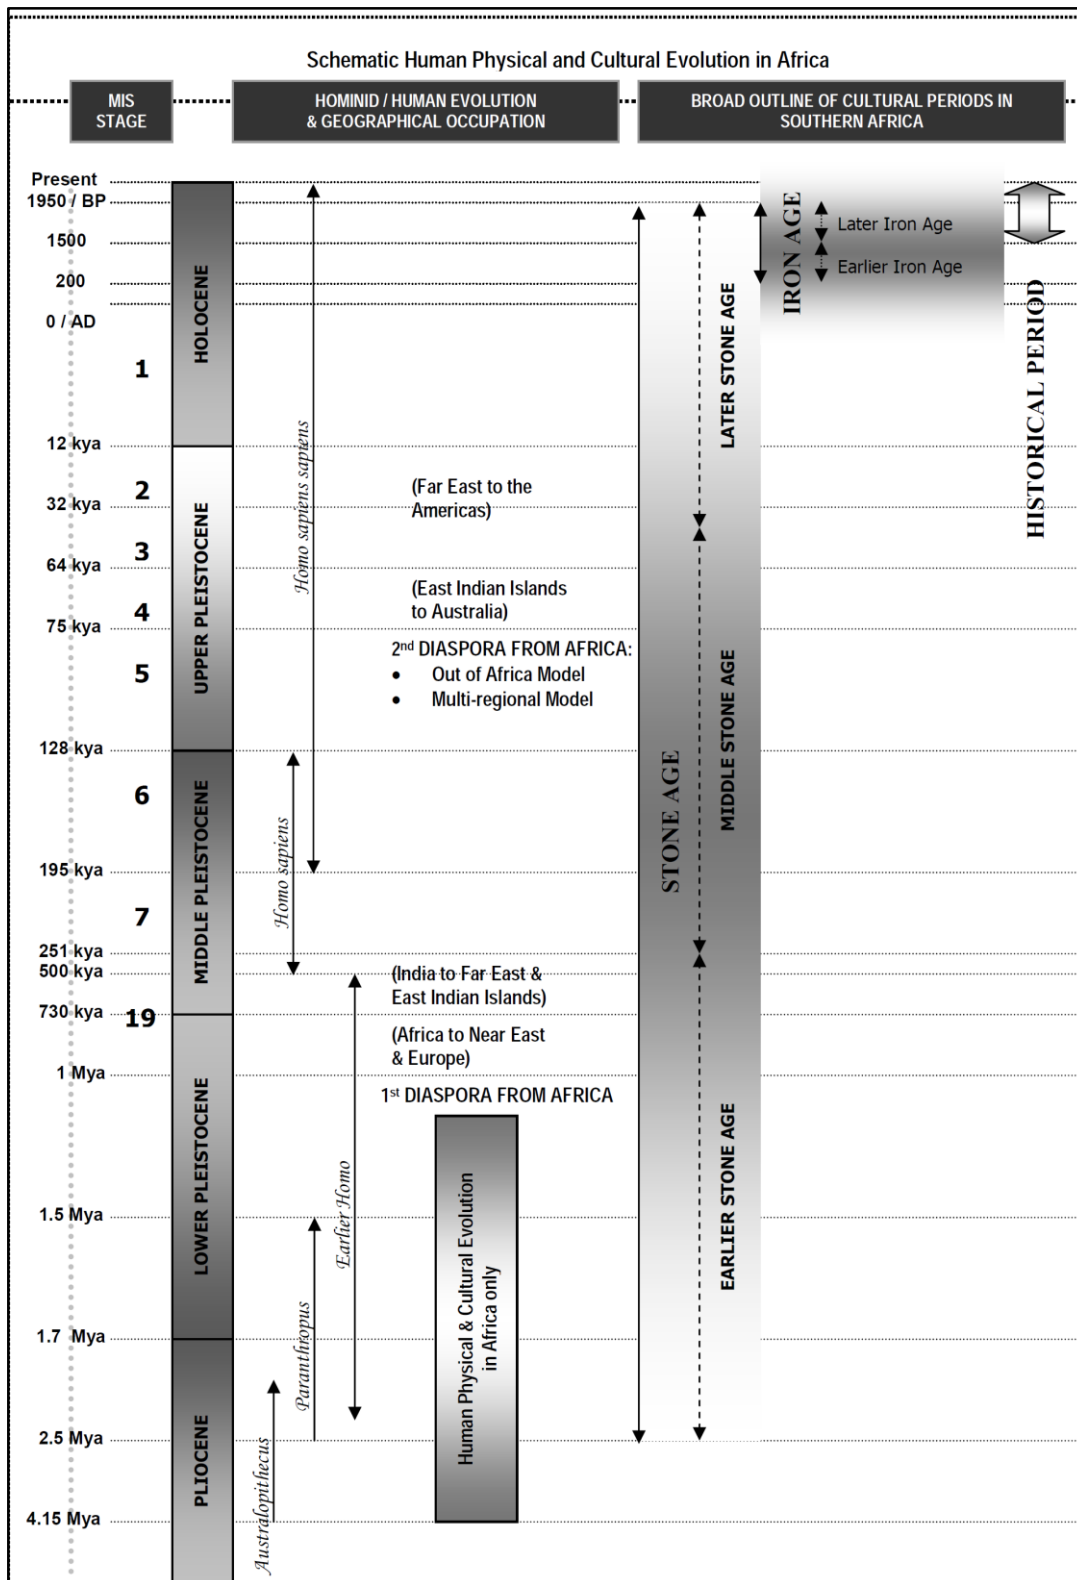 Schematic Human Physical and Cultural Evolution in Africa
MIS
STAGE
HOMINID / HUMAN EVOLUTION
& GEOGRAPHICAL OCCUPATION
BROAD OUTLINE OF CULTURAL PERIODS IN
SOUTHERN AFRICA
Present
1950 / BP
1500
200
0 / AD
12 kya
32 kya
64 kya
75 kya
128 kya
195 kya
251 kya
500 kya
730 kya
1 Mya
1.5 Mya
1.7 Mya
2.5 Mya
4.15 Mya
1
2
3
4
5
6
7
19
HOLOCENE
UPPER PLEISTOCENE
MIDDLE PLEISTOCENE
LOWER PLEISTOCENE
PLIOCENE
Homo sapiens sapiens
Homo sapiens
Earlier Homo
Paranthropus
Australopithecus
(Far East to the
Americas)
(East Indian Islands
to Australia)
2nd DIASPORA FROM AFRICA:
• Out of Africa Model
• Multi-regional Model
(India to Far East &
East Indian Islands)
(Africa to Near East
& Europe)
1st DIASPORA FROM AFRICA
Human Physical & Cultural Evolution
in Africa only
STONE AGE
LATER STONE AGE
MIDDLE STONE AGE
EARLIER STONE AGE
IRON AGE
Later Iron Age
Earlier Iron Age
HISTORICAL PERIOD